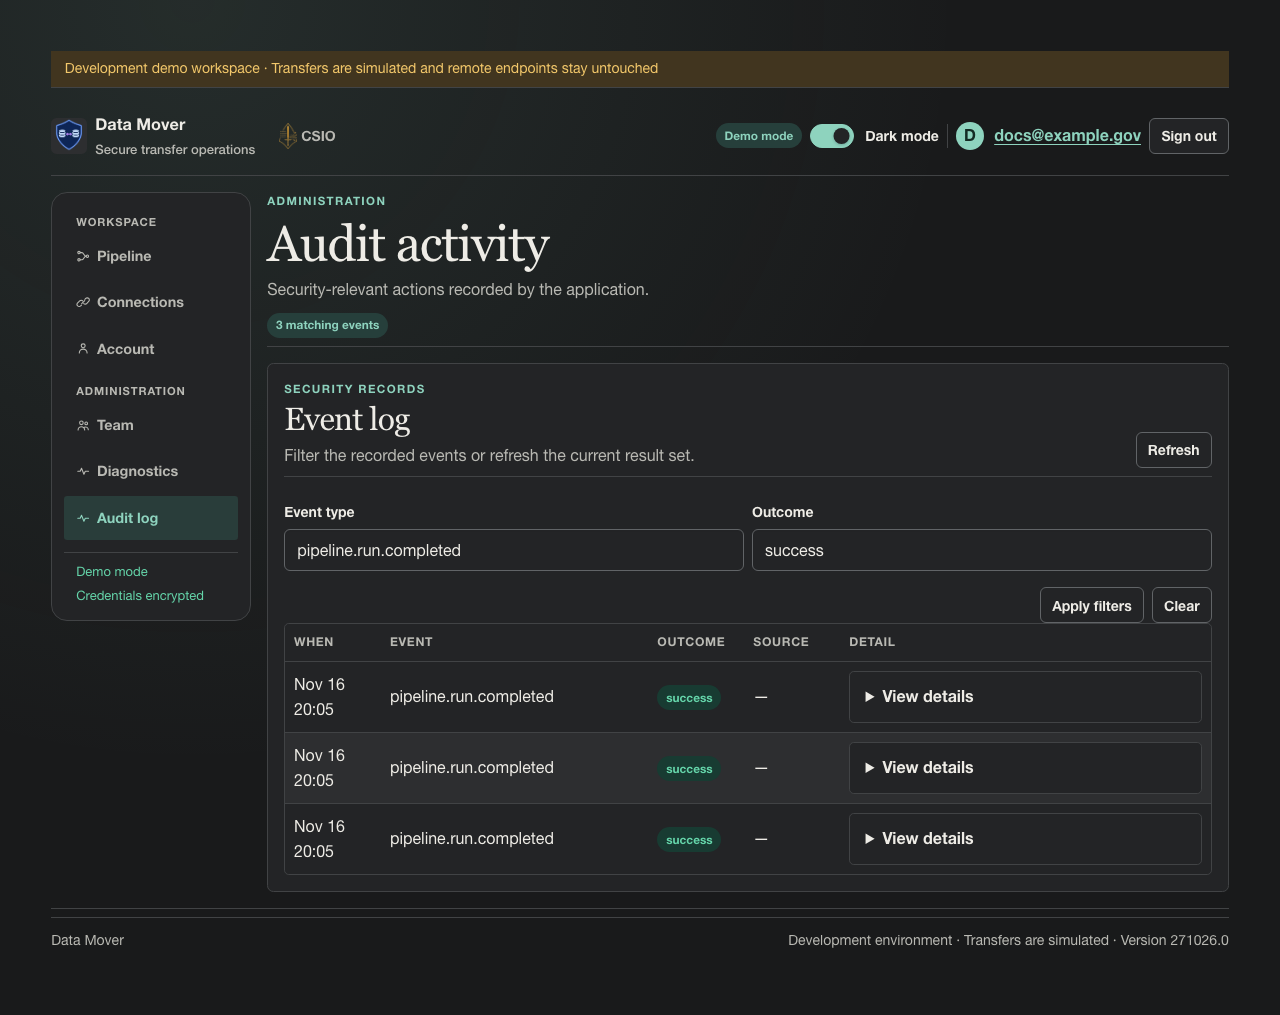 Development demo workspace · Transfers are simulated and remote endpoints stay untouched
Data Mover
Secure transfer operations
CSIO
Demo mode
Dark mode
D
docs@example.gov
Sign out
WORKSPACE
Pipeline
Connections
Account
ADMINISTRATION
Team
Diagnostics
Audit log
Demo mode
Credentials encrypted
ADMINISTRATION
Audit activity
Security-relevant actions recorded by the application.
3 matching events
SECURITY RECORDS
Event log
Filter the recorded events or refresh the current result set.
Refresh
Event type
Outcome
pipeline.run.completed
success
Apply filters
Clear
WHEN EVENT OUTCOME SOURCE DETAIL
Nov 16
20:05
pipeline.run.completed
success
—
View details
Nov 16
20:05
pipeline.run.completed
success
—
View details
Nov 16
20:05
pipeline.run.completed
success
—
View details
Data Mover
Development environment · Transfers are simulated · Version 271026.0